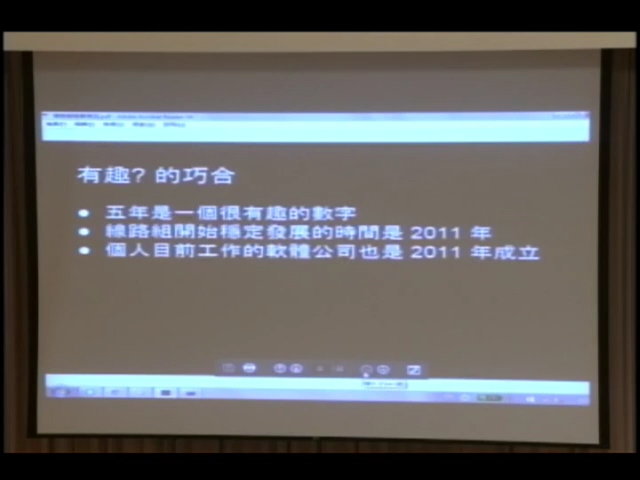 有趣? 的巧合
● 五年是一個很有趣的數字
● 線路組開始穩定發展的時間是 2011 年
● 個人目前工作的軟體公司也是 2011 年成立